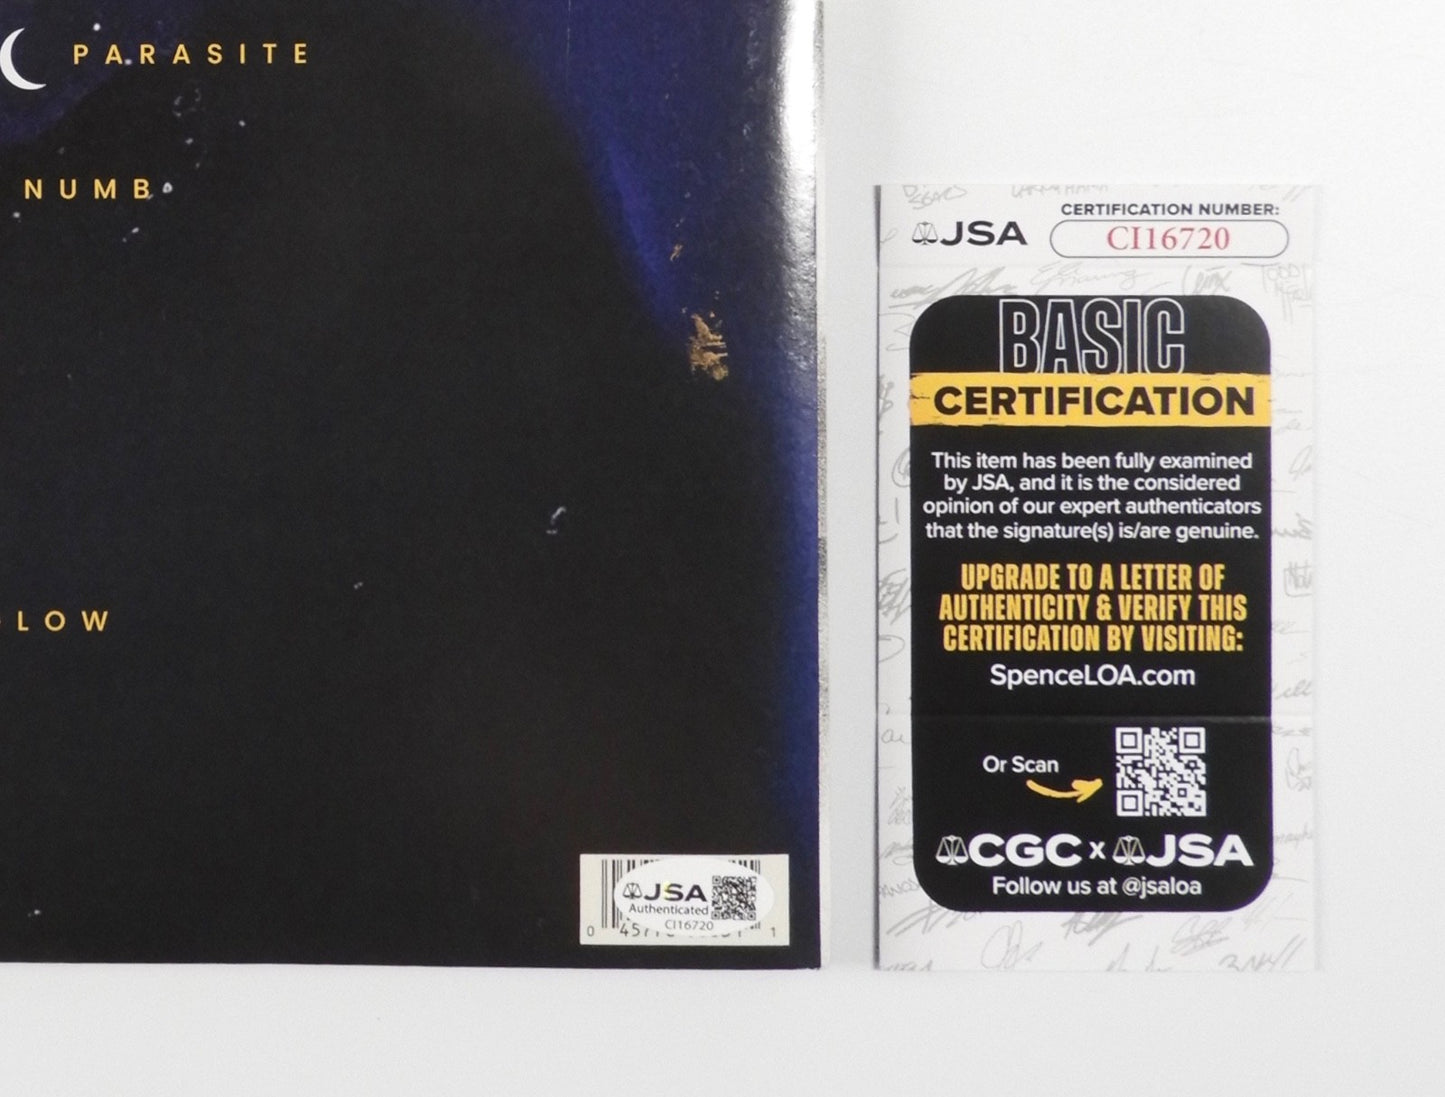 PARASITE
NUMB
LOW
JSA
Authenticated
CI16720
0
1
JSA
CERTIFICATION NUMBER:
CI16720
BASIC
CERTIFICATION
This item has been fully examined
by JSA, and it is the considered
opinion of our expert authenticators
that the signature(s) is/are genuine.
UPGRADE TO A LETTER OF
AUTHENTICITY & VERIFY THIS
CERTIFICATION BY VISITING:
SpenceLOA.com
Or Scan
CGC x JSA
Follow us at @jsaloa